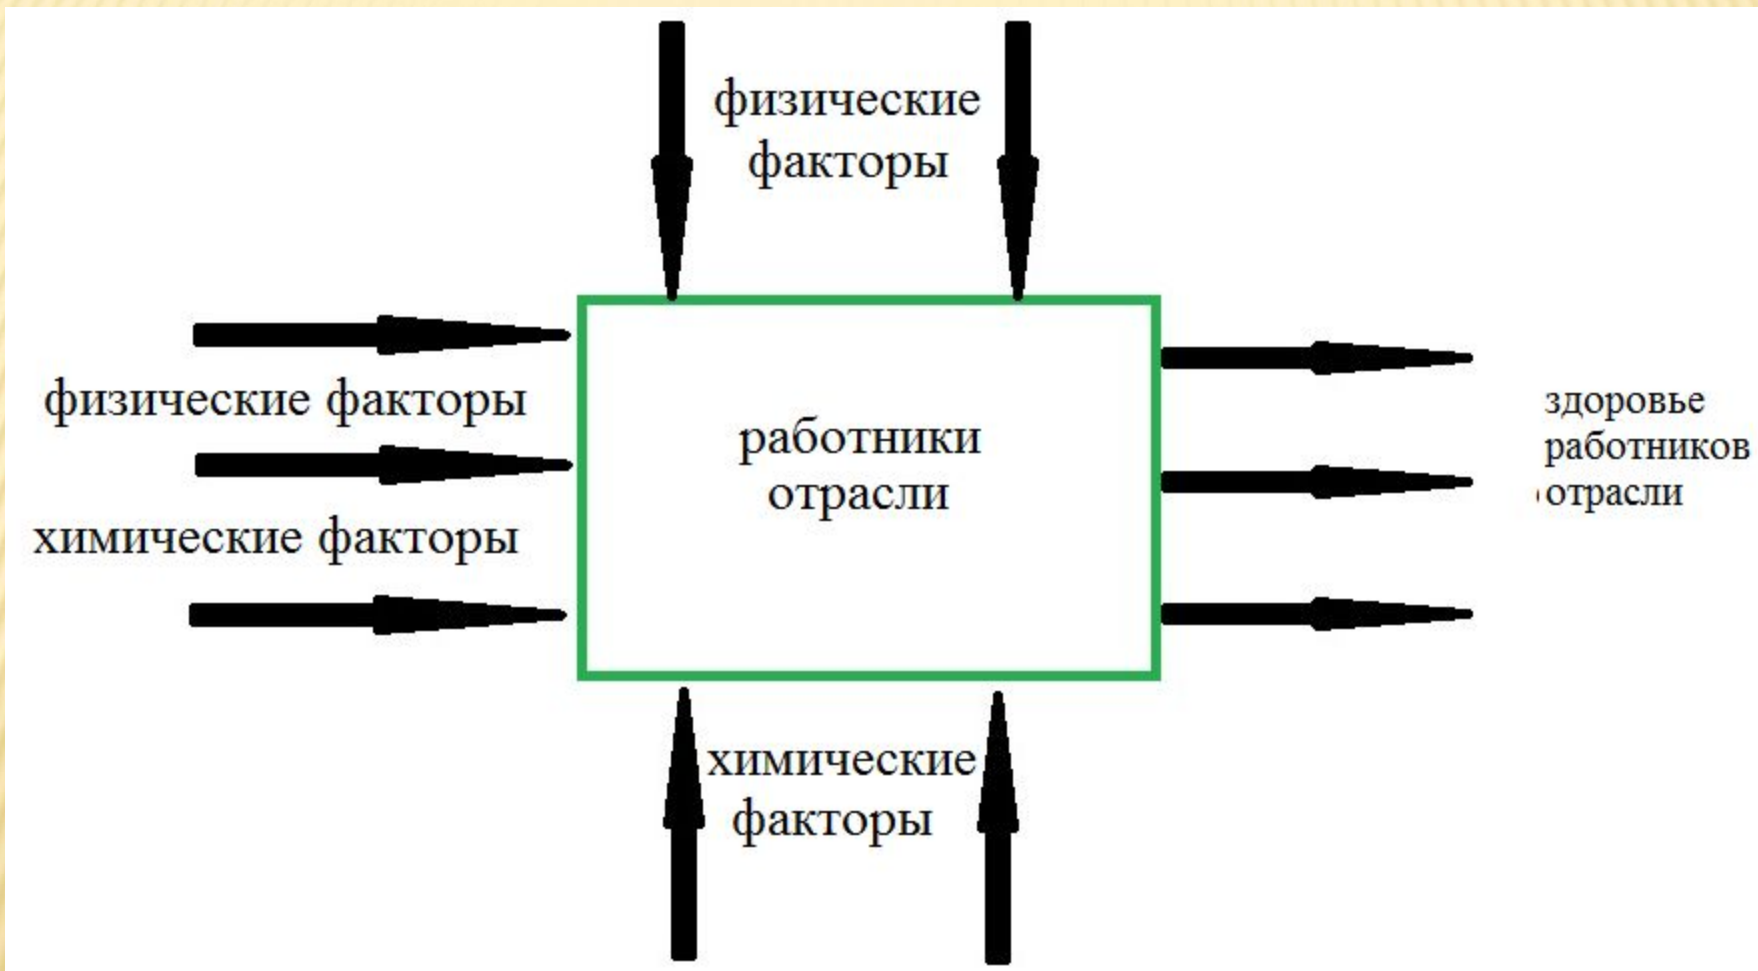 физические
факторы
физические факторы
химические факторы
работники
отрасли
здоровье
работников
отрасли
химические
факторы